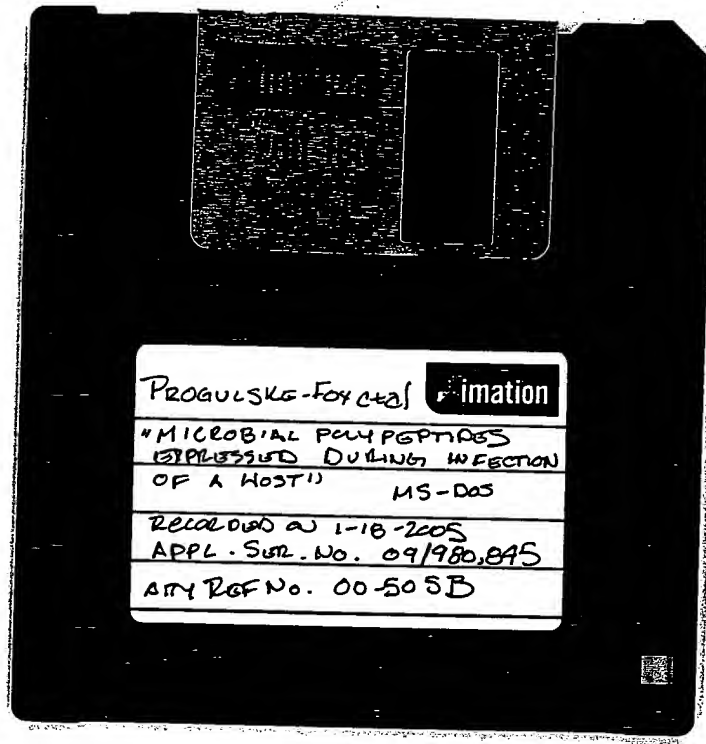 imation
PROGULSKE-FOX et al
imation
"MICROBIAL POLYPEPTIDES
EXPRESSED DURING INFECTION
OF A HOST" MS-DOS
RECORDED ON 1-18-2005
APPL. SER. NO. 09/980,845
ATTY REF NO. 00-505B